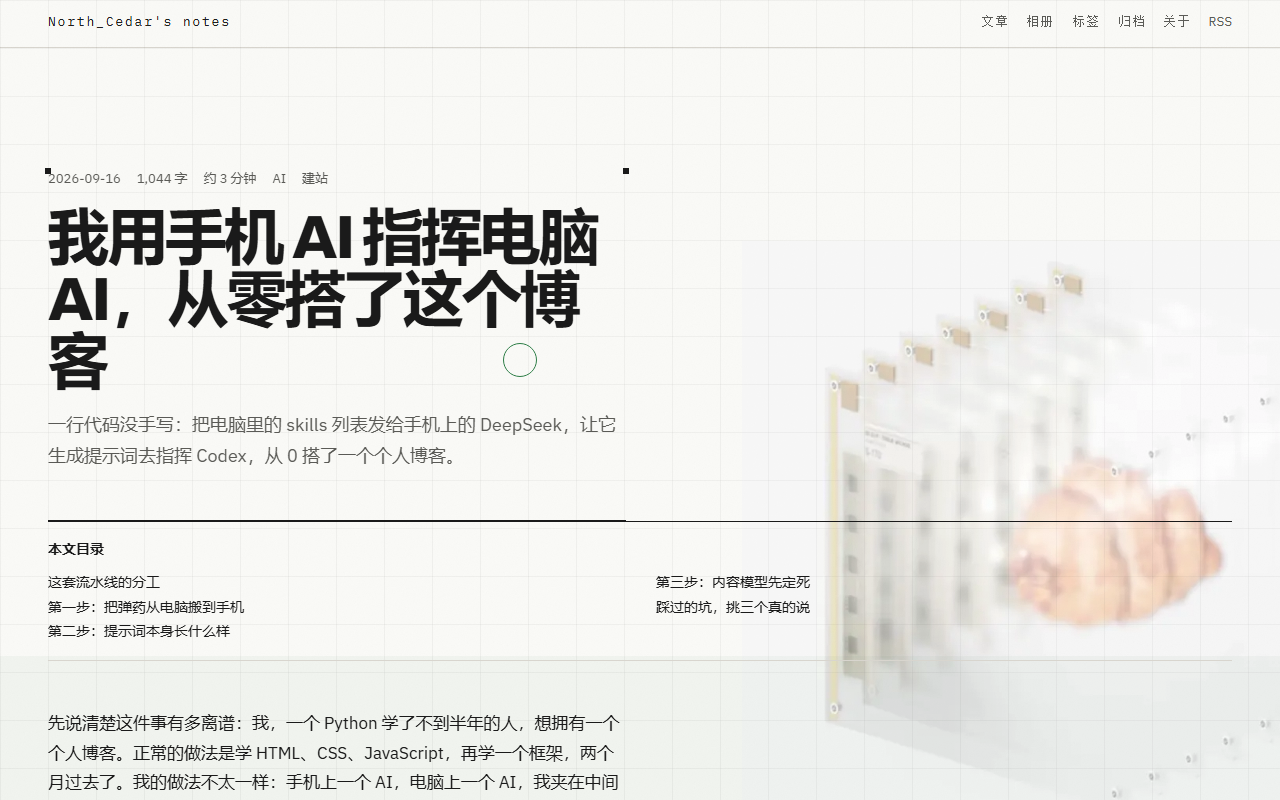 North_Cedar's notes
文章 相册 标签 归档 关于 RSS
2026-09-16 1,044 字 约 3 分钟 AI 建站
我用手机 AI 指挥电脑
AI，从零搭了这个博
客
一行代码没手写：把电脑里的 skills 列表发给手机上的 DeepSeek，让它
生成提示词去指挥 Codex，从 0 搭了一个个人博客。
本文目录
这套流水线的分工
第一步：把弹药从电脑搬到手机
第二步：提示词本身长什么样
第三步：内容模型先定死
踩过的坑，挑三个真的说
先说清楚这件事有多离谱：我，一个 Python 学了不到半年的人，想拥有一个
个人博客。正常的做法是学 HTML、CSS、JavaScript，再学一个框架，两个
月过去了。我的做法不太一样：手机上一个 AI，电脑上一个 AI，我夹在中间